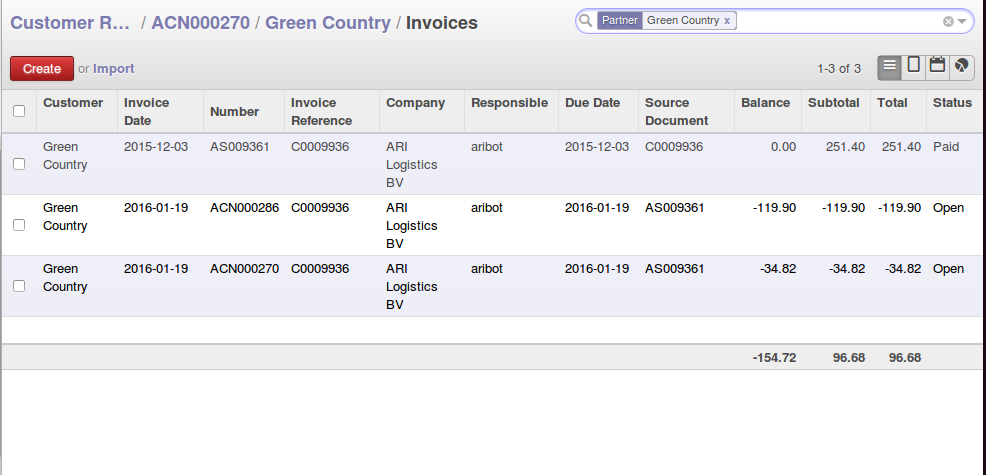 Customer R... / ACN000270 / Green Country / Invoices
Partner Green Country x
Create or Import
1-3 of 3
Customer Invoice Date Number Invoice Reference Company Responsible Due Date Source Document Balance Subtotal Total Status
Green Country 2015-12-03 AS009361 C0009936 ARI Logistics BV aribot 2015-12-03 C0009936 0.00 251.40 251.40 Paid
Green Country 2016-01-19 ACN000286 C0009936 ARI Logistics BV aribot 2016-01-19 AS009361 -119.90 -119.90 -119.90 Open
Green Country 2016-01-19 ACN000270 C0009936 ARI Logistics BV aribot 2016-01-19 AS009361 -34.82 -34.82 -34.82 Open
-154.72 96.68 96.68